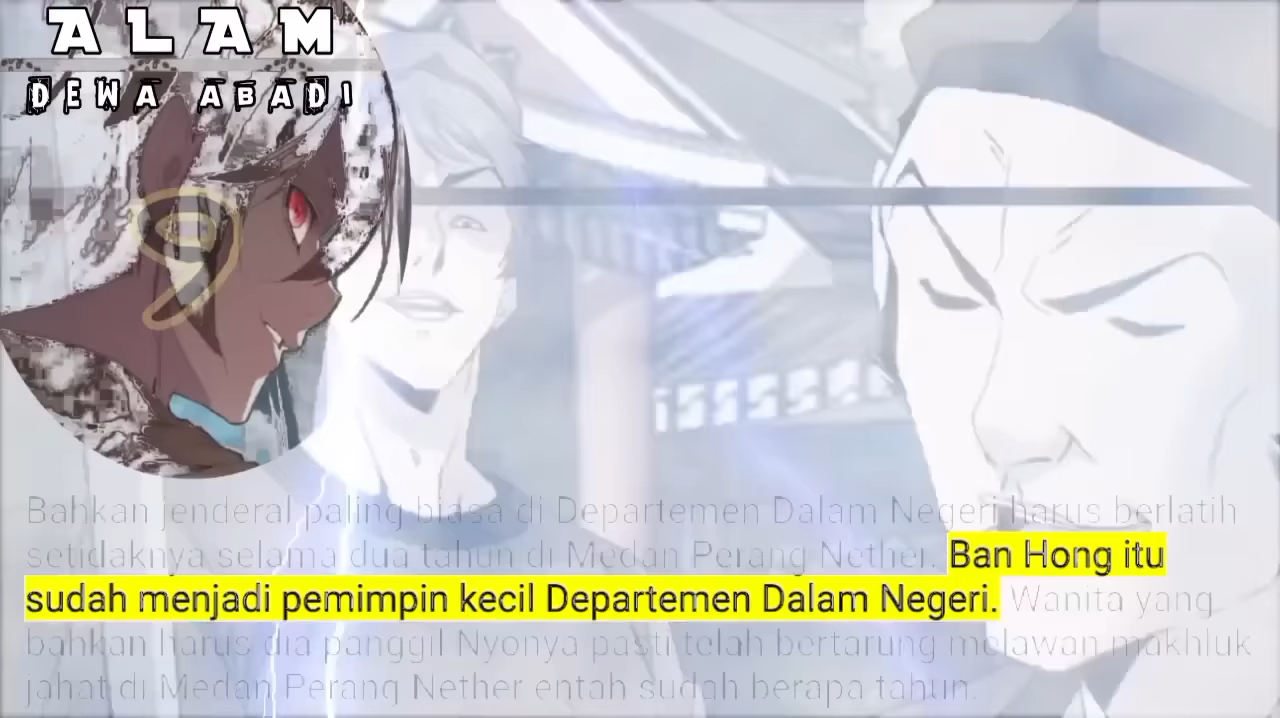 ALAM
DEWA ABADI
Bahkan jenderal paling biasa di Departemen Dalam Negeri harus berlatih
setidaknya selama dua tahun di Medan Perang Nether. Ban Hong itu
sudah menjadi pemimpin kecil Departemen Dalam Negeri. Wanita yang
bahkan harus dia panggil Nyonya pasti telah bertarung melawan makhluk
jahat di Medan Perang Nether entah sudah berapa tahun.